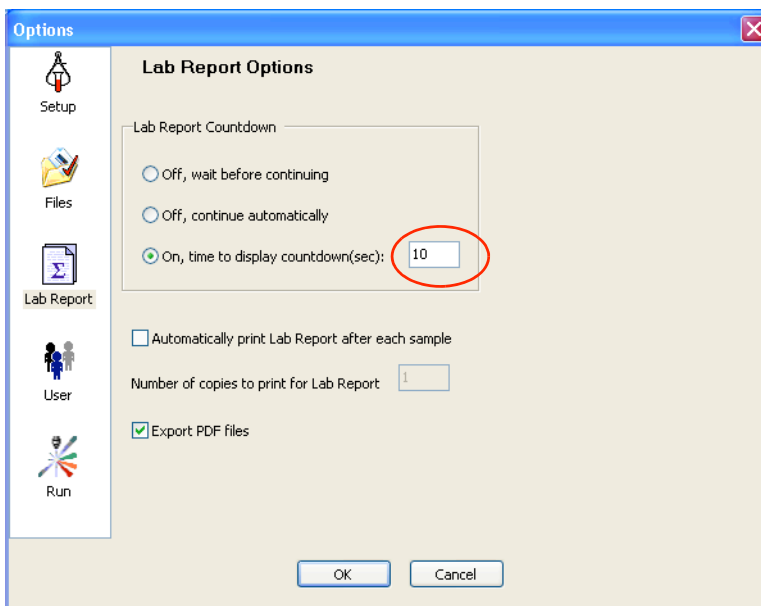 Options
Setup
Files
Σ
Lab Report
User
Run
Lab Report Options
Lab Report Countdown
Off, wait before continuing
Off, continue automatically
On, time to display countdown(sec): 10
Automatically print Lab Report after each sample
Number of copies to print for Lab Report 1
Export PDF files
OK Cancel